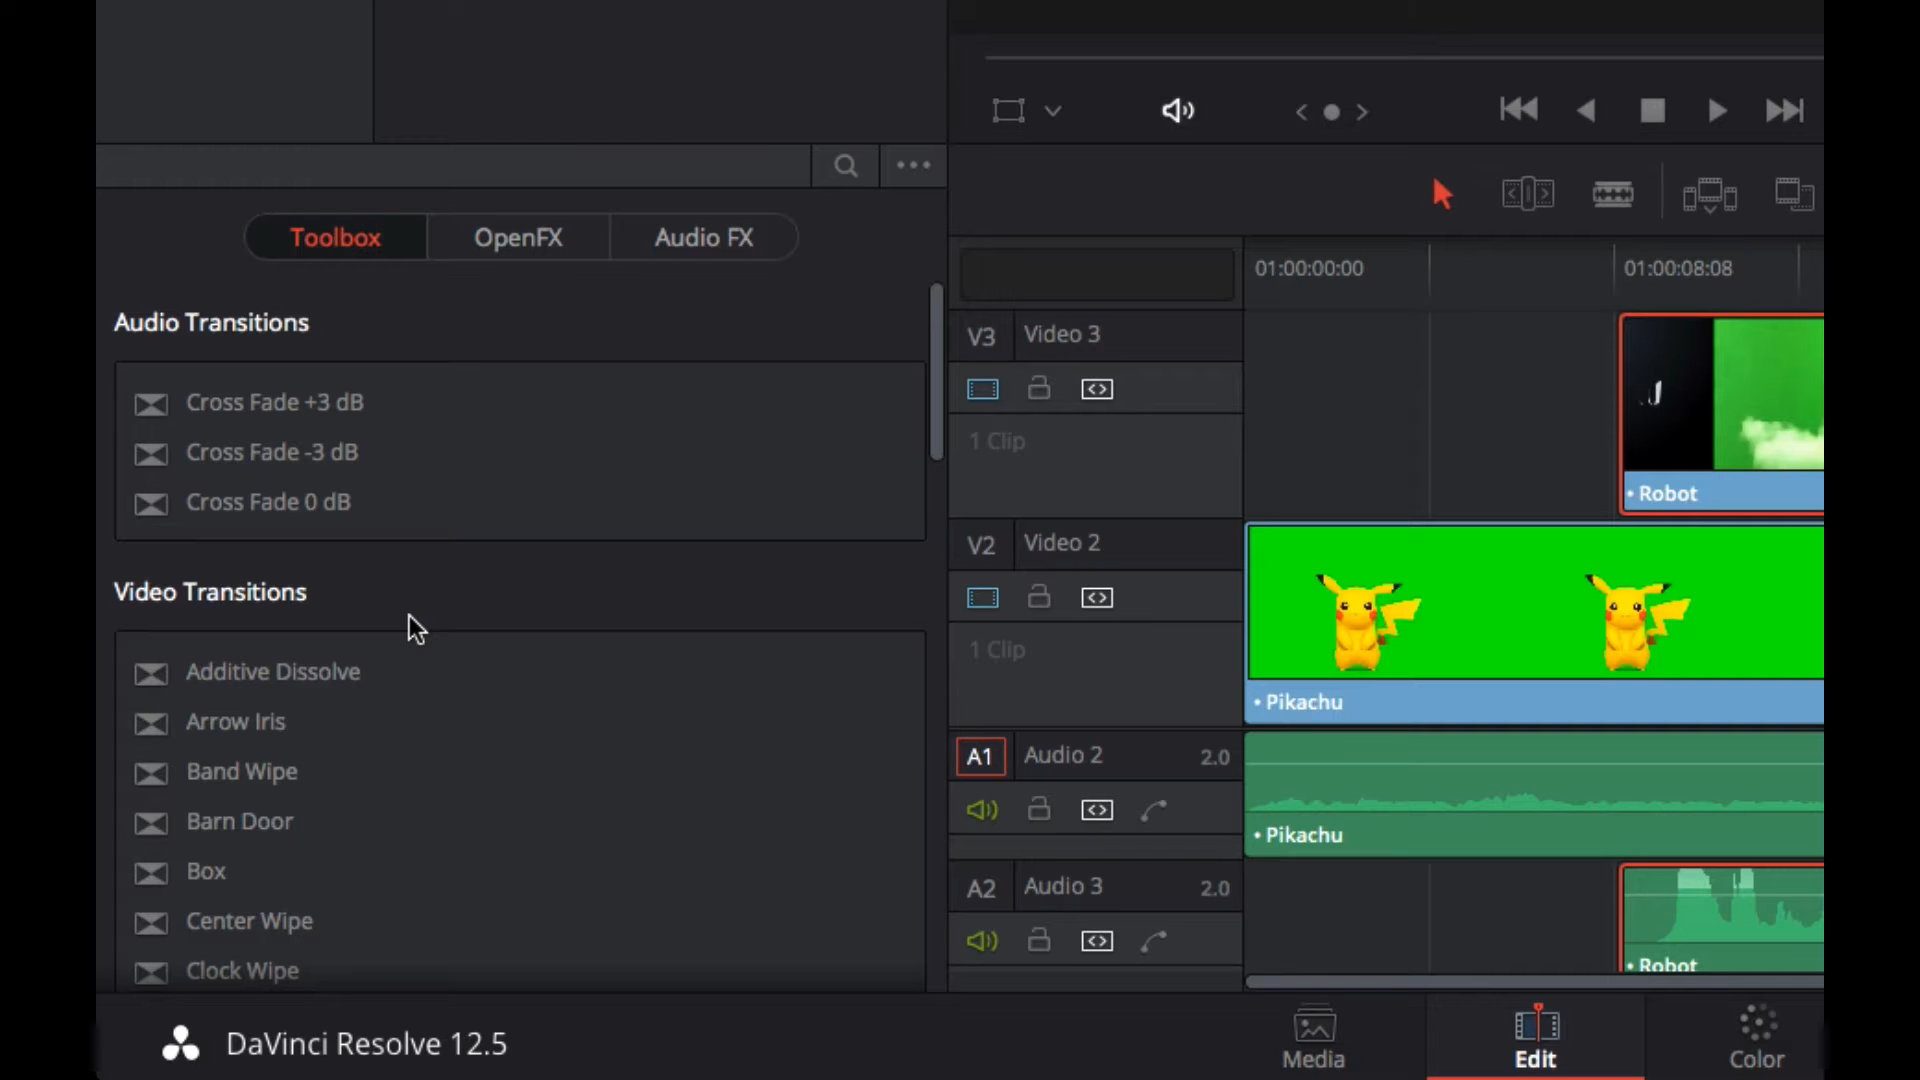 Toolbox OpenFX Audio FX
Audio Transitions
Cross Fade +3 dB
Cross Fade -3 dB
Cross Fade 0 dB
Video Transitions
Additive Dissolve
Arrow Iris
Band Wipe
Barn Door
Box
Center Wipe
Clock Wipe
01:00:00:00 01:00:08:08
V3 Video 3
1 Clip
• Robot
V2 Video 2
1 Clip
• Pikachu
A1 Audio 2 2.0
• Pikachu
A2 Audio 3 2.0
• Robot
DaVinci Resolve 12.5
Media Edit Color